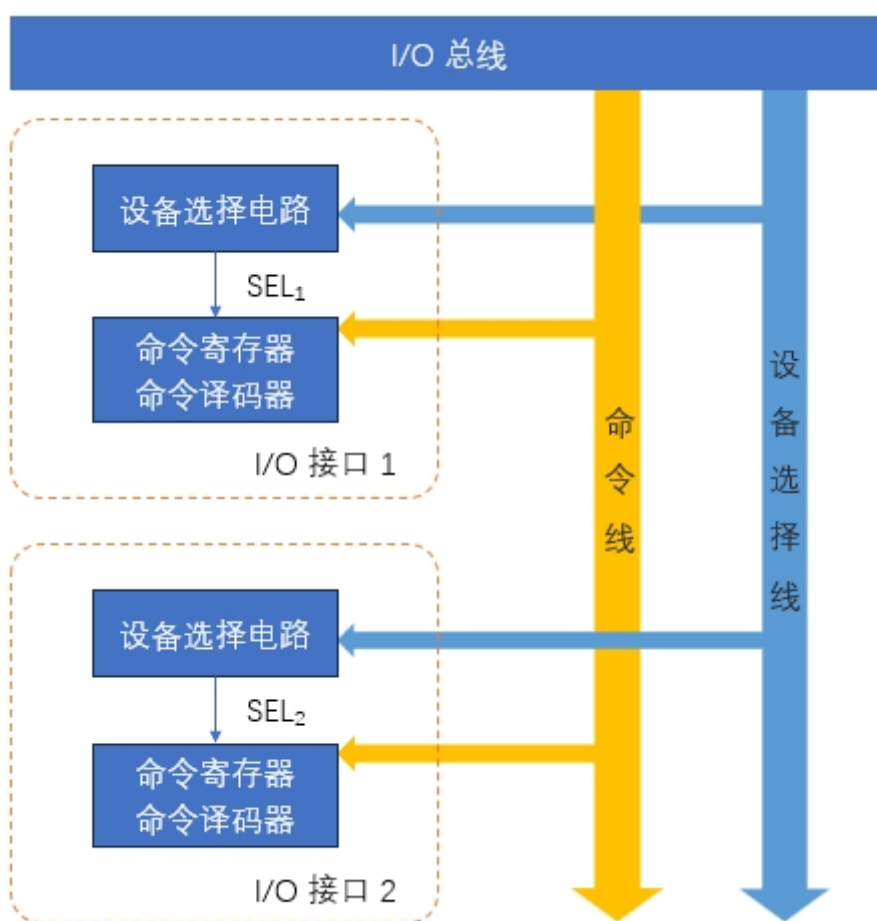 I/O 总线
设备选择电路
SEL₁
命令寄存器
命令译码器
I/O 接口 1
命令线
设备选择线
设备选择电路
SEL₂
命令寄存器
命令译码器
I/O 接口 2